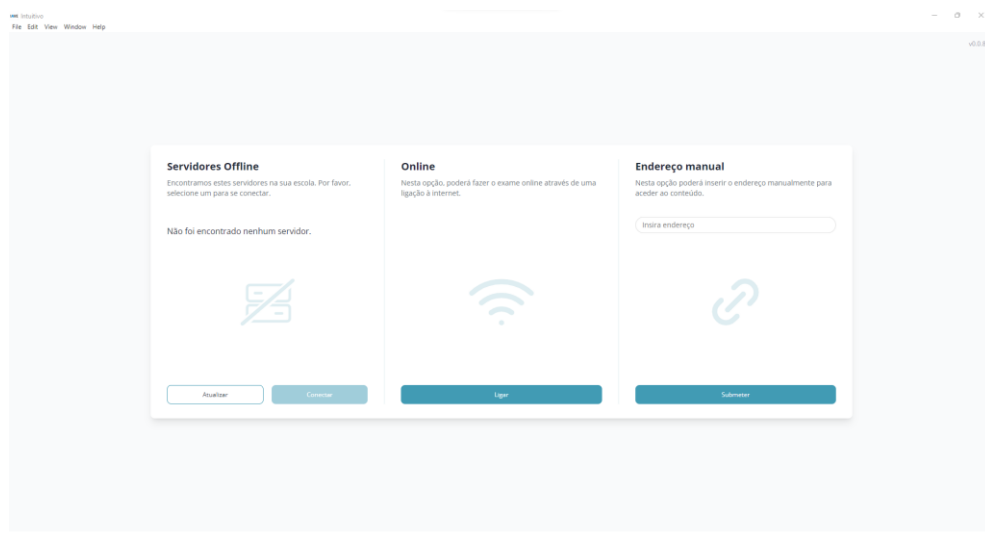 Intuitivo
File Edit View Window Help
v0.0.8
Servidores Offline
Encontramos estes servidores na sua escola. Por favor,
selecione um para se conectar.
Não foi encontrado nenhum servidor.
Atualizar
Conectar
Online
Nesta opção, poderá fazer o exame online através de uma
ligação à internet.
Ligar
Endereço manual
Nesta opção poderá inserir o endereço manualmente para
aceder ao conteúdo.
Insira endereço
Submeter